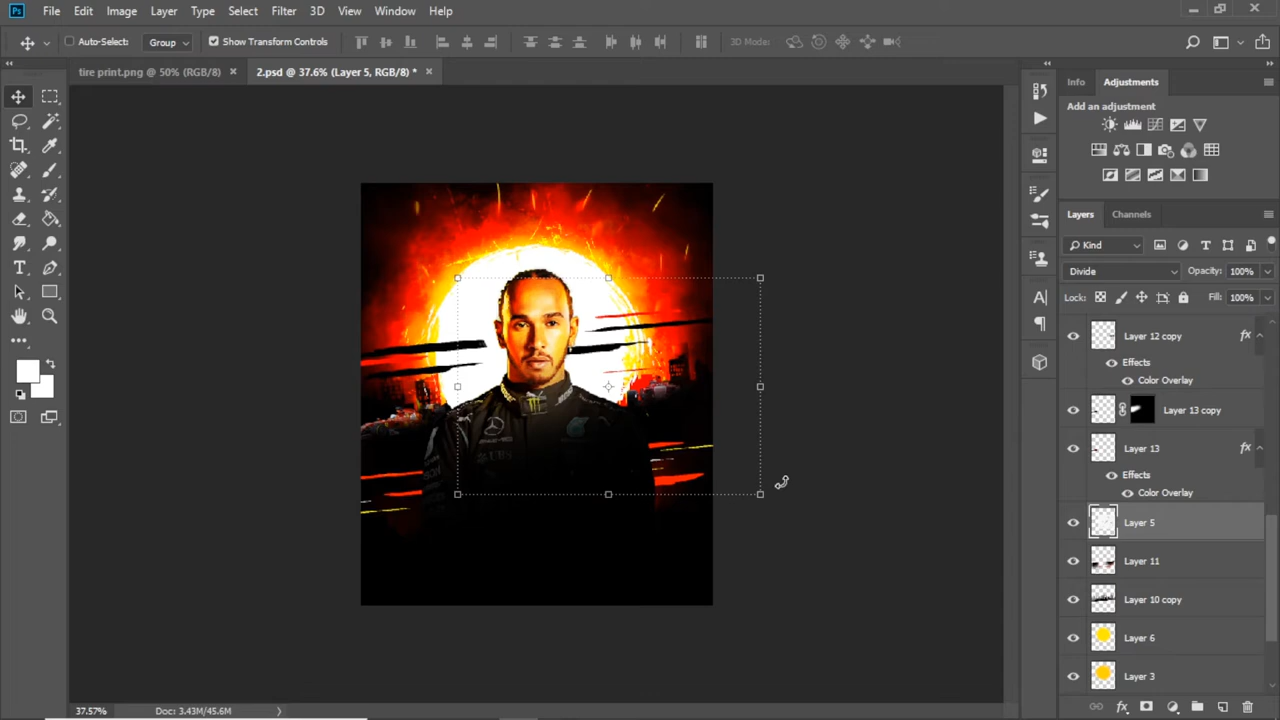 Ps File Edit Image Layer Type Select Filter 3D View Window Help
Auto-Select: Group Show Transform Controls 3D Mode:
tire print.png @ 50% (RGB/8) × 2.psd @ 37.6% (Layer 5, RGB/8) * ×
Info Adjustments
Add an adjustment
Layers Channels
Kind
Divide Opacity: 100%
Lock: Fill: 100%
Layer 12 copy fx
Effects
Color Overlay
Layer 13 copy
Layer 13 fx
Effects
Color Overlay
Layer 5
Layer 11
Layer 10 copy
Layer 6
Layer 3
UBS
37.57% Doc: 3.43M/45.6M